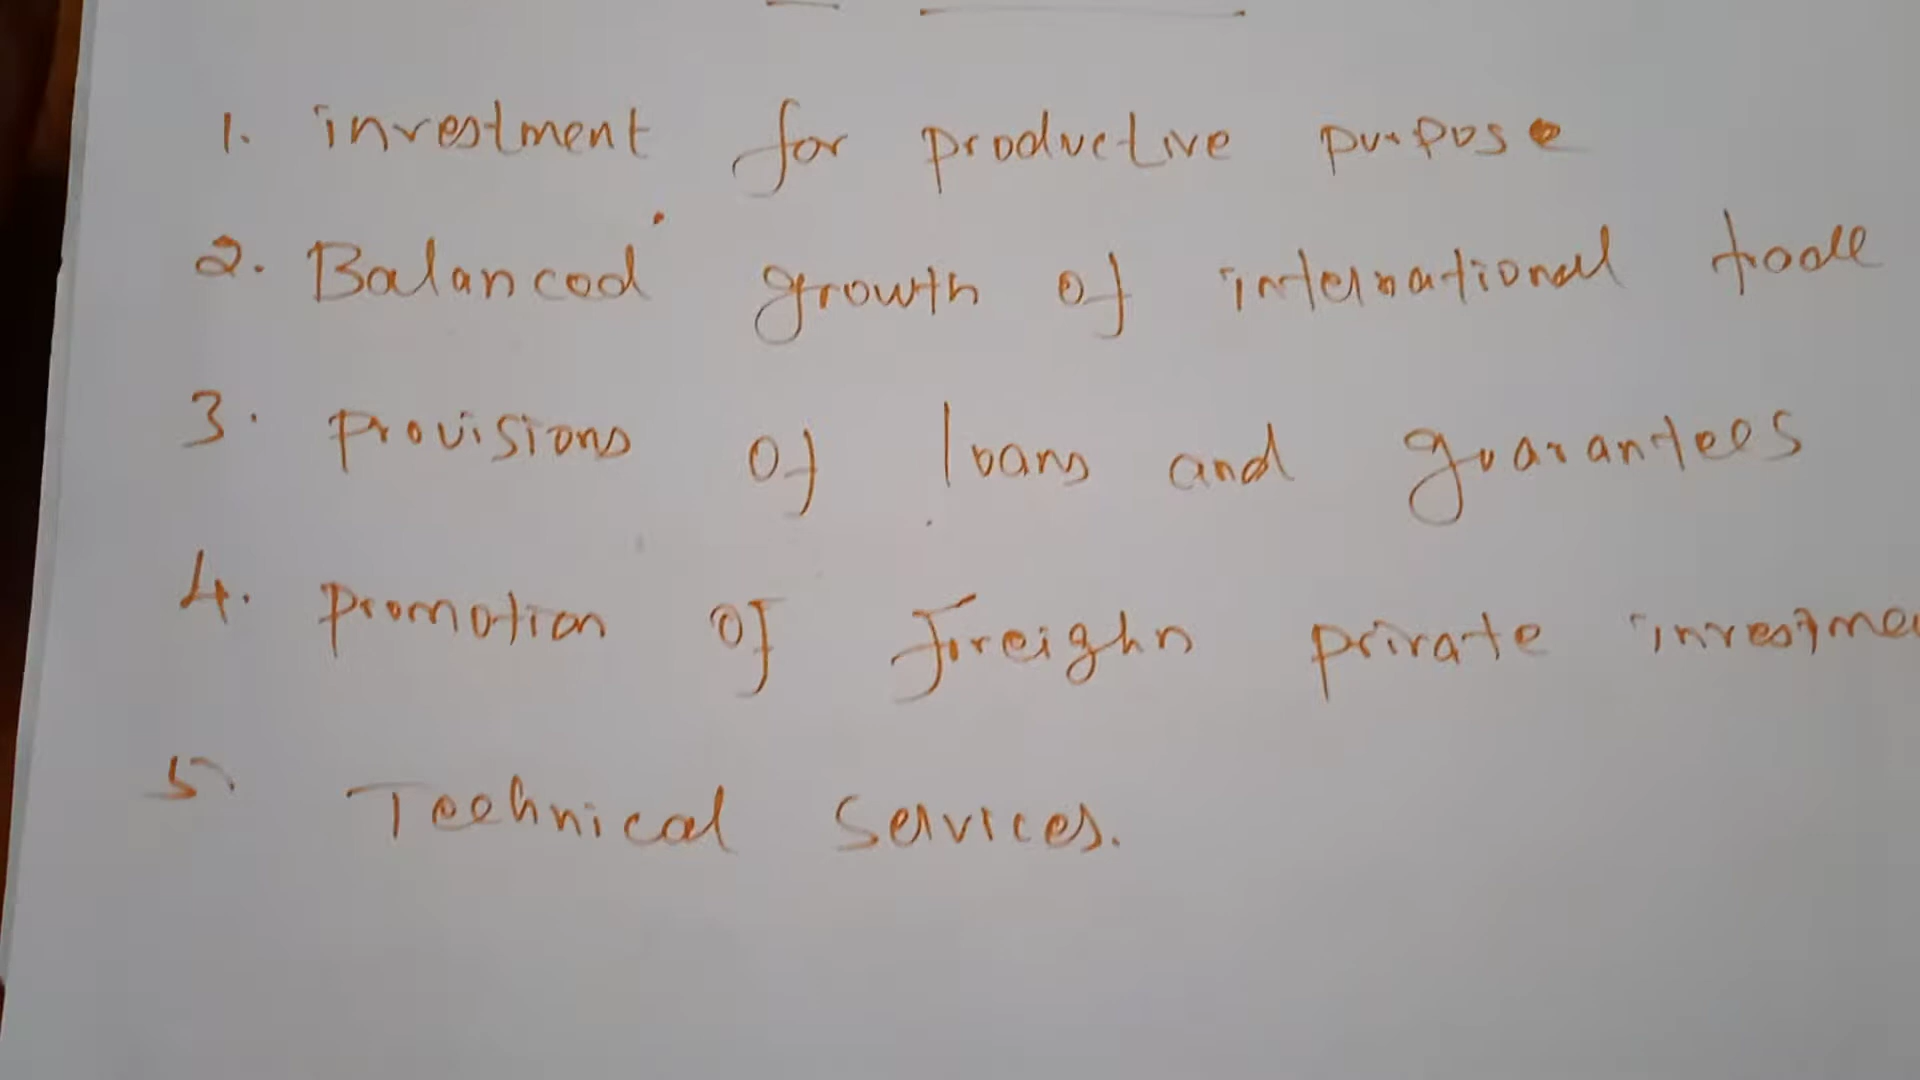 1. investment for productive purpose
2. Balanced growth of international trade
3. provisions of loans and guarantees
4. promotion of foreighn private investme
5. Technical services.